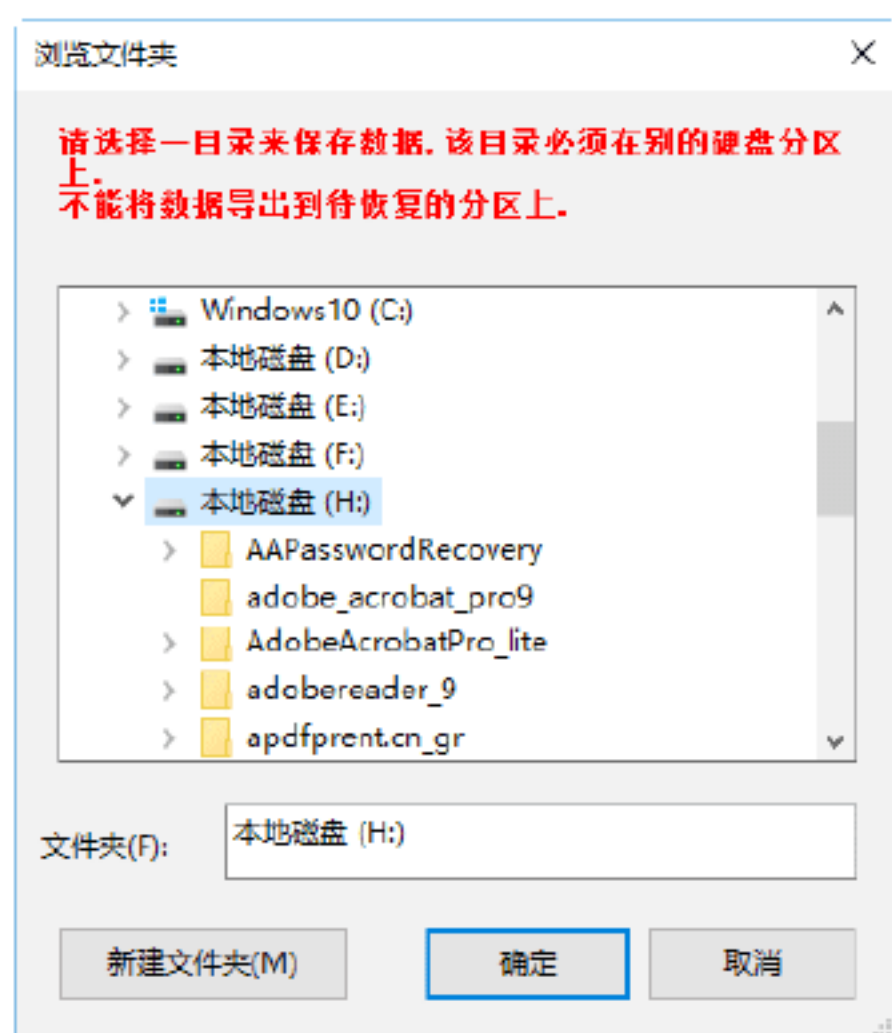 浏览文件夹
请选择一目录来保存数据.该目录必须在别的硬盘分区
上.
不能将数据导出到待恢复的分区上.
Windows10 (C:)
本地磁盘 (D:)
本地磁盘 (E:)
本地磁盘 (F:)
本地磁盘 (H:)
AAPasswordRecovery
adobe_acrobat_pro9
AdobeAcrobatPro_lite
adobereader_9
apdfprent.cn_gr
文件夹(F):
本地磁盘 (H:)
新建文件夹(M)
确定
取消